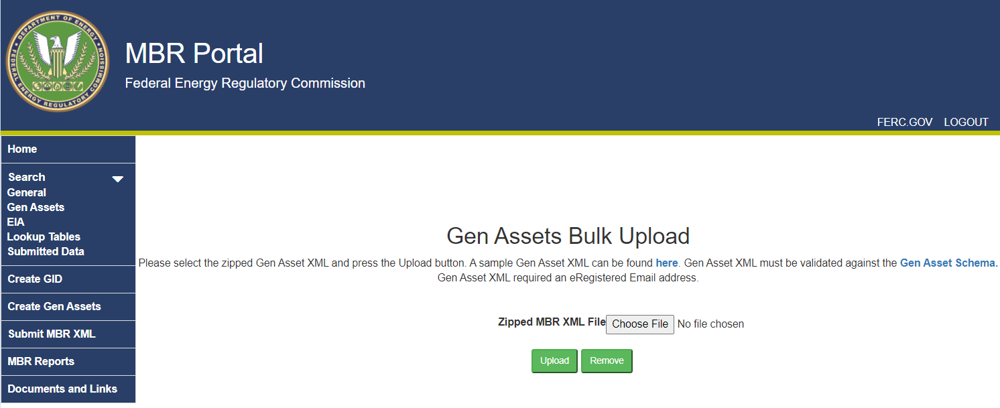 DEPARTMENT OF ENERGY
FEDERAL ENERGY REGULATORY COMMISSION
MBR Portal
Federal Energy Regulatory Commission
FERC.GOV LOGOUT
Home
Search
General
Gen Assets
EIA
Lookup Tables
Submitted Data
Create GID
Create Gen Assets
Submit MBR XML
MBR Reports
Documents and Links
Gen Assets Bulk Upload
Please select the zipped Gen Asset XML and press the Upload button. A sample Gen Asset XML can be found here. Gen Asset XML must be validated against the Gen Asset Schema.
Gen Asset XML required an eRegistered Email address.
Zipped MBR XML File Choose File No file chosen
Upload Remove